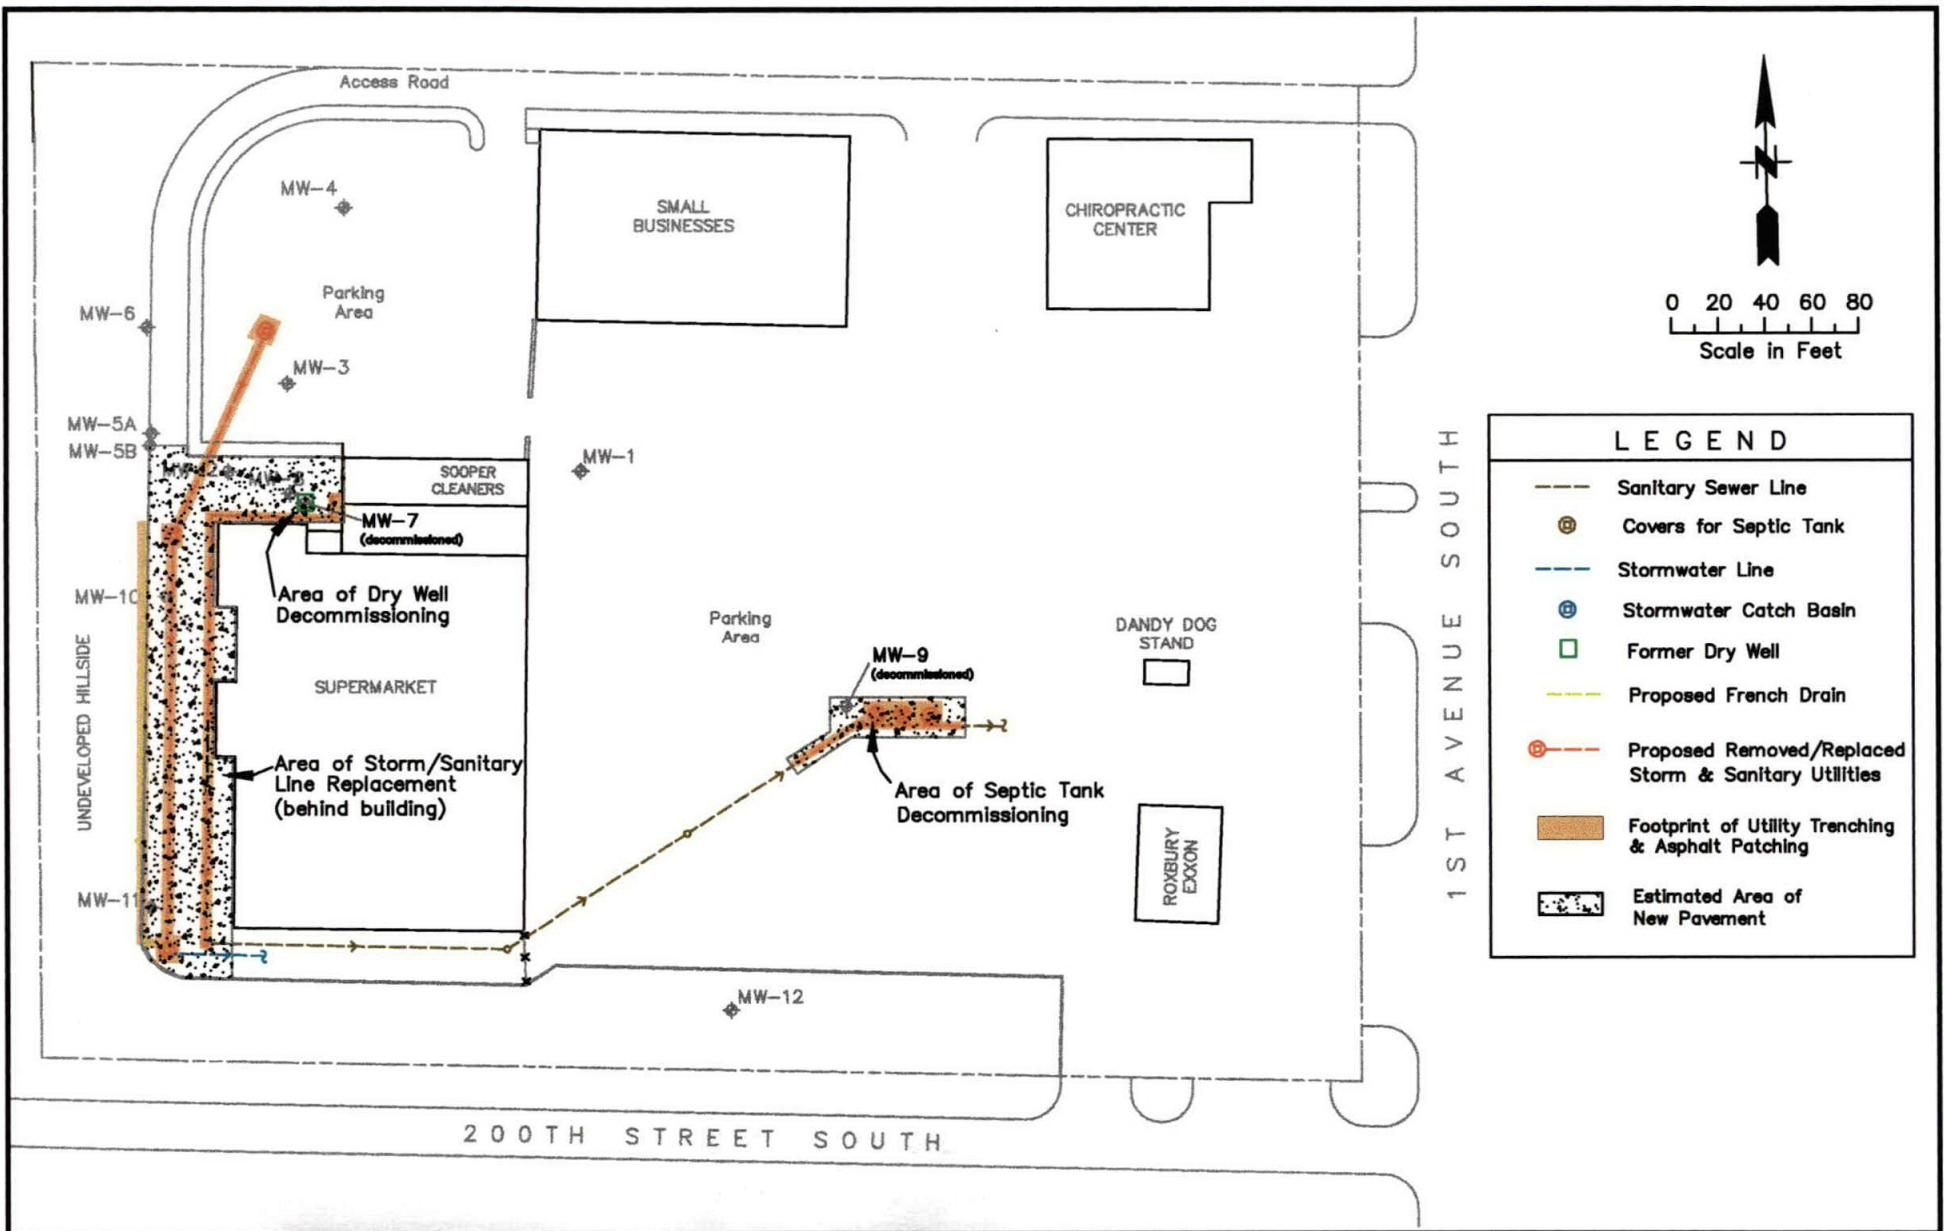 Access Road
MW-4
SMALL
BUSINESSES
CHIROPRACTIC
CENTER
N
0 20 40 60 80
Scale in Feet
Parking
Area
MW-6
MW-3
MW-5A
MW-5B
SOOPER
CLEANERS
MW-1
MW-7
(decommissioned)
Area of Dry Well
Decommissioning
MW-10
UNDEVELOPED HILLSIDE
SUPERMARKET
Parking
Area
DANDY DOG
STAND
MW-9
(decommissioned)
Area of Storm/Sanitary
Line Replacement
(behind building)
Area of Septic Tank
Decommissioning
ROXBURY
EXXON
MW-11
MW-12
200TH STREET SOUTH
1ST AVENUE SOUTH
LEGEND
Sanitary Sewer Line
Covers for Septic Tank
Stormwater Line
Stormwater Catch Basin
Former Dry Well
Proposed French Drain
Proposed Removed/Replaced
Storm & Sanitary Utilities
Footprint of Utility Trenching
& Asphalt Patching
Estimated Area of
New Pavement